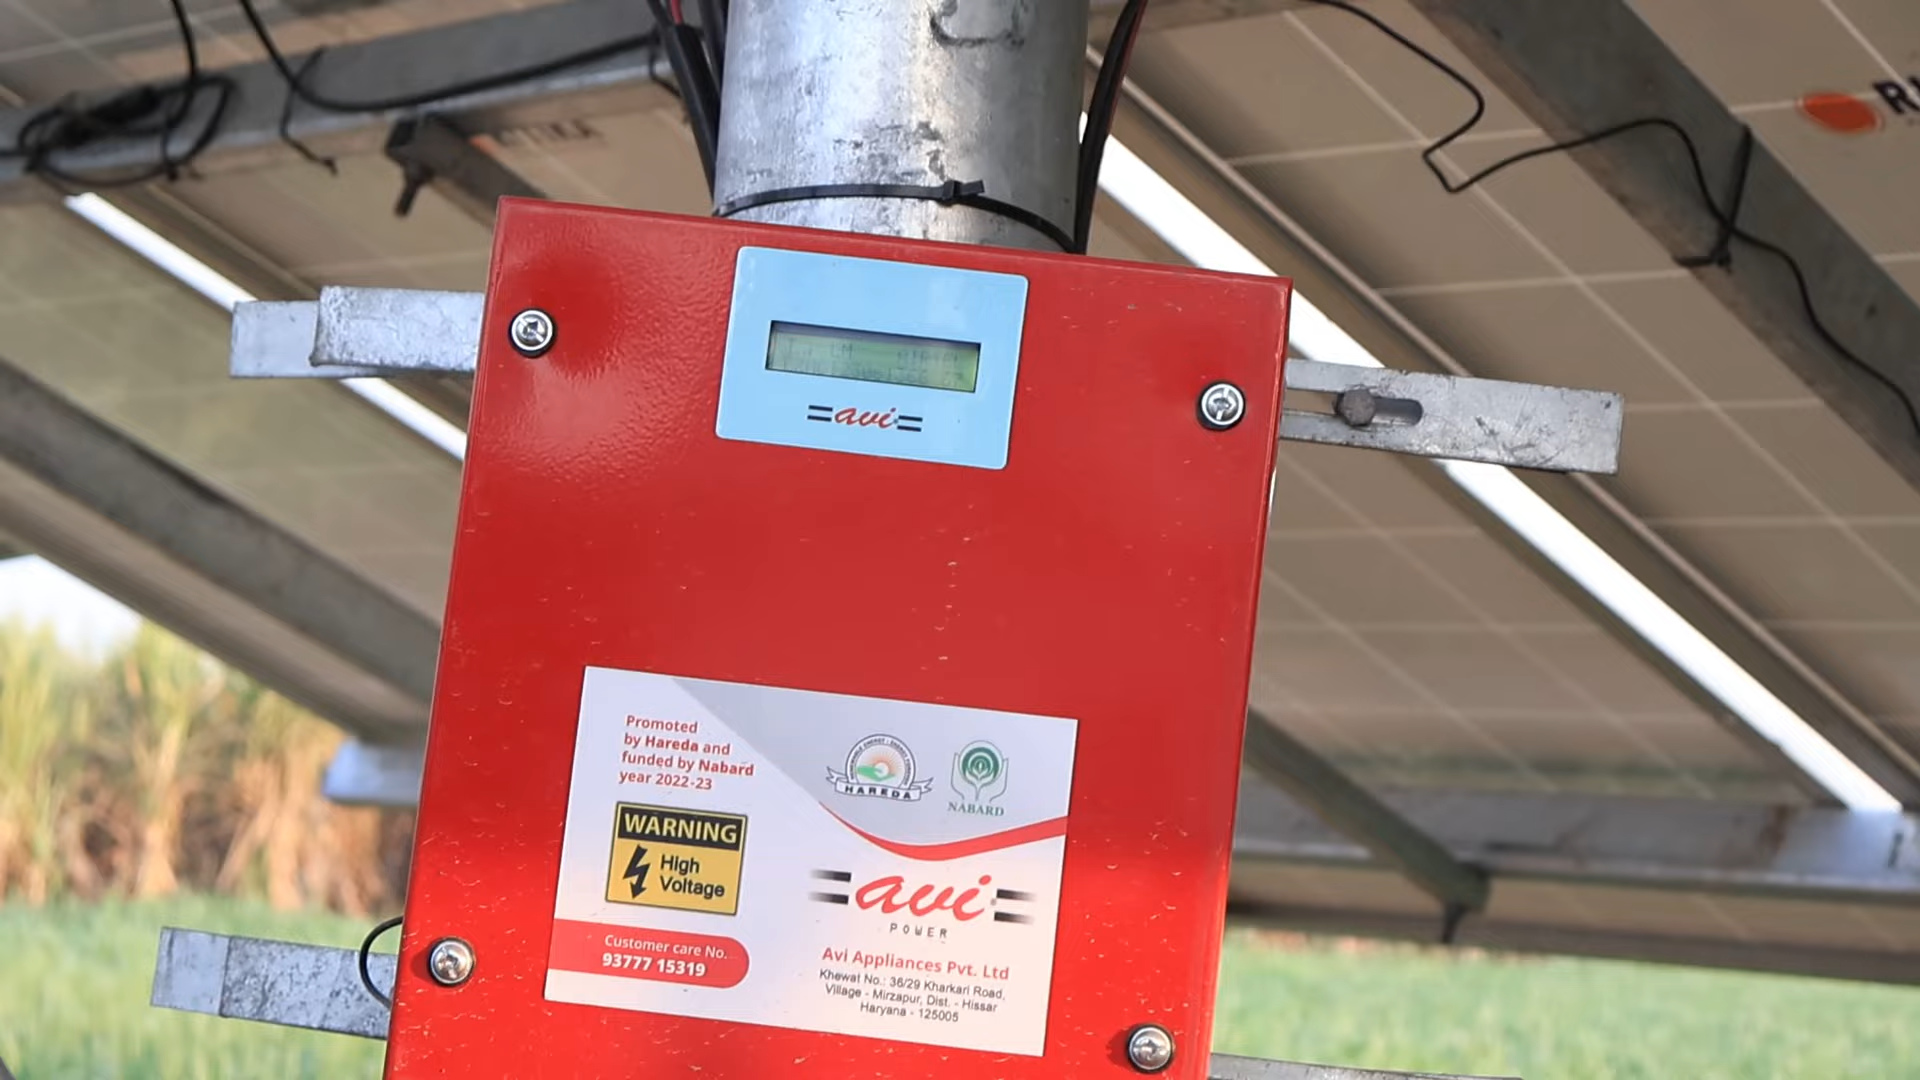 avi
Promoted
by Hareda and
funded by Nabard
year 2022-23
HAREDA
NABARD
WARNING
High
Voltage
avi
POWER
Customer care No.
93777 15319
Avi Appliances Pvt. Ltd
Khewat No.: 36/29 Kharkari Road,
Village - Mirzapur, Dist. - Hissar
Haryana - 125005